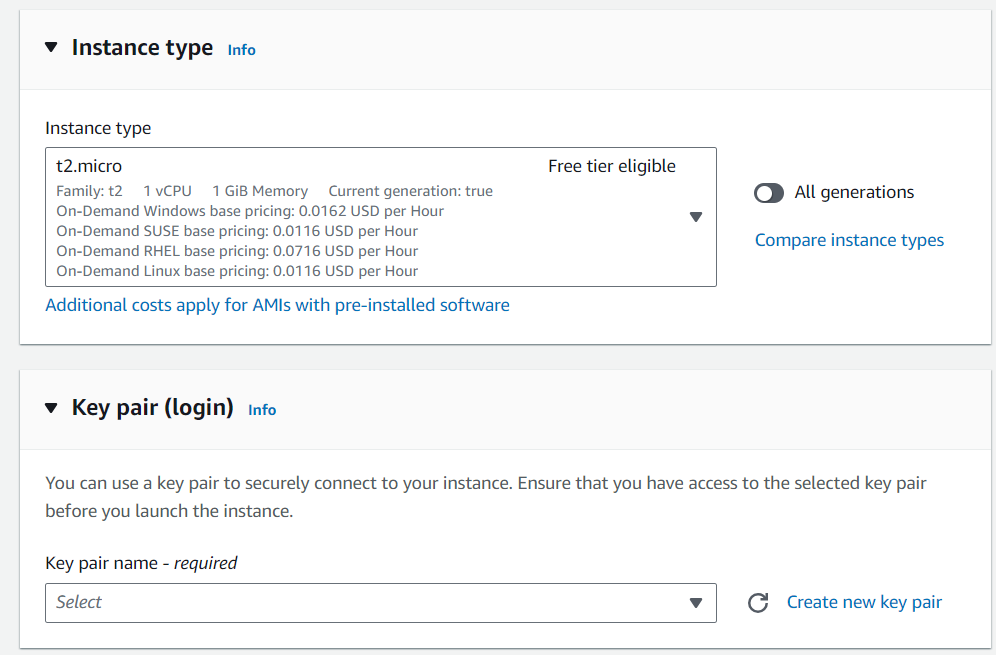 Instance type Info
Instance type
t2.micro Free tier eligible
Family: t2 1 vCPU 1 GiB Memory Current generation: true
On-Demand Windows base pricing: 0.0162 USD per Hour
On-Demand SUSE base pricing: 0.0116 USD per Hour
On-Demand RHEL base pricing: 0.0716 USD per Hour
On-Demand Linux base pricing: 0.0116 USD per Hour
All generations
Compare instance types
Additional costs apply for AMIs with pre-installed software
Key pair (login) Info
You can use a key pair to securely connect to your instance. Ensure that you have access to the selected key pair
before you launch the instance.
Key pair name - required
Select
Create new key pair